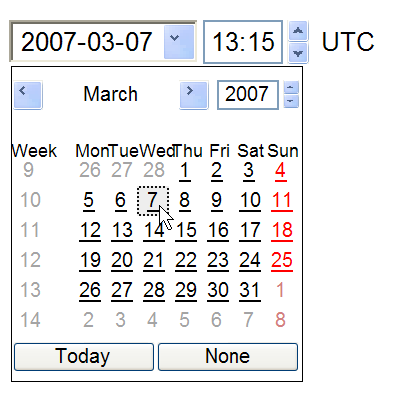 2007-03-07 13:15 UTC
March 2007
Week Mon Tue Wed Thu Fri Sat Sun
9 26 27 28 1 2 3 4
10 5 6 7 8 9 10 11
11 12 13 14 15 16 17 18
12 19 20 21 22 23 24 25
13 26 27 28 29 30 31 1
14 2 3 4 5 6 7 8
Today None